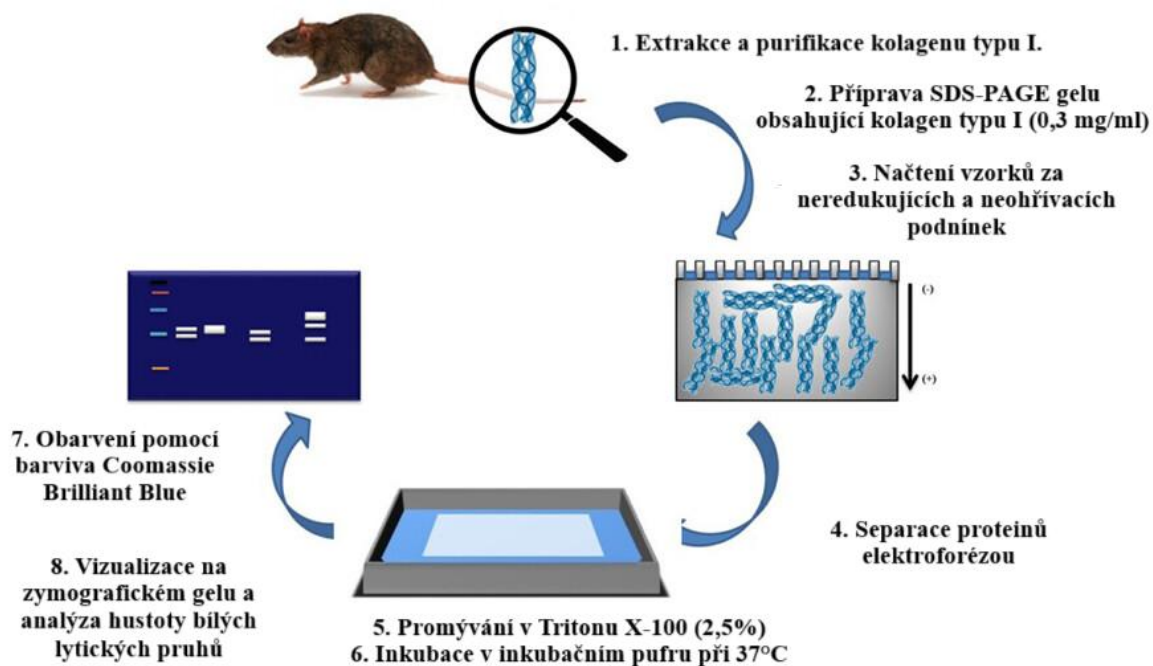 1. Extrakce a purifikace kolagenu typu I.
2. Příprava SDS-PAGE gelu
obsahující kolagen typu I (0,3 mg/ml)
3. Načtení vzorků za
neredukujících a neohřívacích
podnínek
(-)
(+)
4. Separace proteinů
elektroforézou
5. Promývání v Tritonu X-100 (2,5%)
6. Inkubace v inkubačním pufru při 37°C
7. Obarvení pomocí
barviva Coomassie
Brilliant Blue
8. Vizualizace na
zymografickém gelu a
analýza hustoty bílých
lytických pruhů